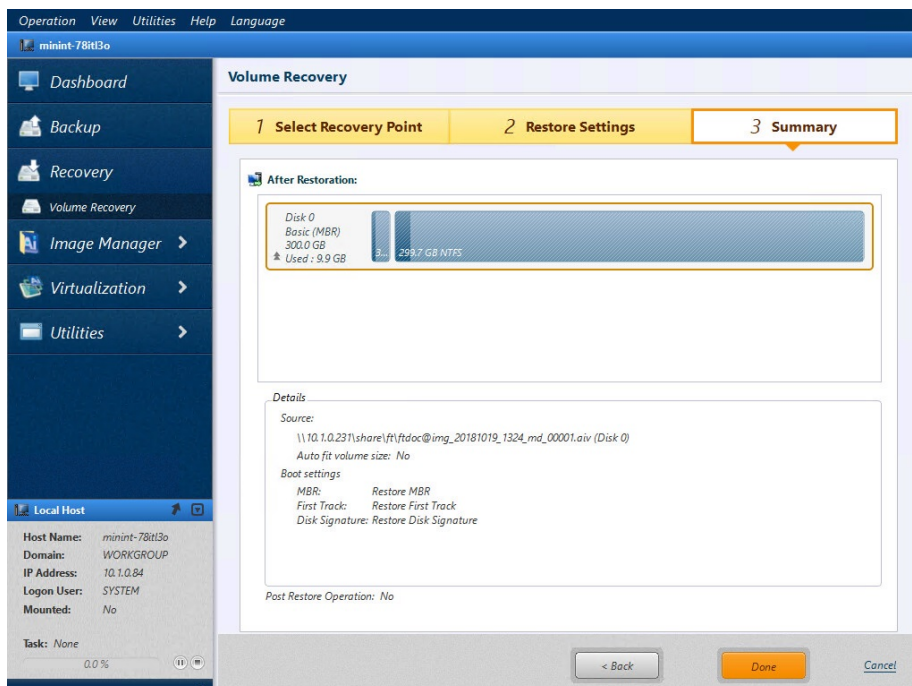 Operation View Utilities Help Language
minint-78itl3o
Dashboard
Backup
Recovery
Volume Recovery
Image Manager
Virtualization
Utilities
Local Host
Host Name: minint-78itl3o
Domain: WORKGROUP
IP Address: 10.1.0.84
Logon User: SYSTEM
Mounted: No
Task: None
0.0 %
Volume Recovery
1 Select Recovery Point 2 Restore Settings 3 Summary
After Restoration:
Disk 0
Basic (MBR)
300.0 GB
Used : 9.9 GB
3... 299.7 GB NTFS
Details
Source:
\\10.1.0.231\share\ft\ftdoc@img_20181019_1324_md_00001.aiv (Disk 0)
Auto fit volume size: No
Boot settings
MBR: Restore MBR
First Track: Restore First Track
Disk Signature: Restore Disk Signature
Post Restore Operation: No
< Back Done Cancel